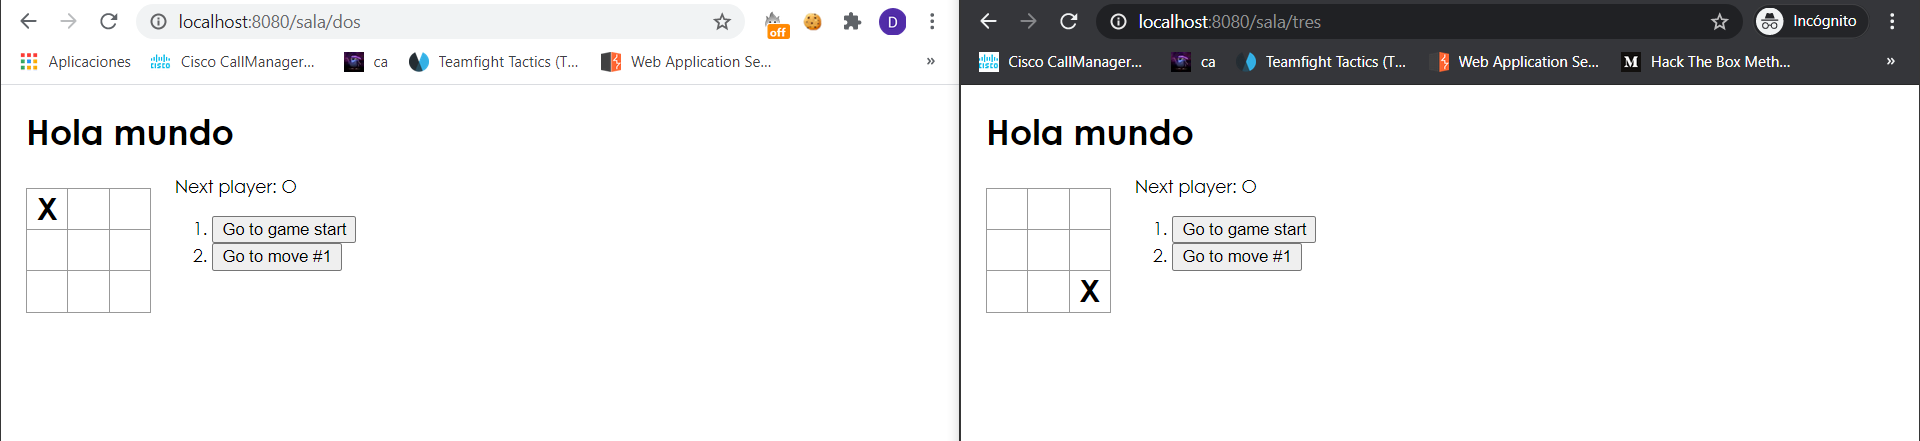 localhost:8080/sala/dos
off
D
Aplicaciones
Cisco CallManager...
ca
Teamfight Tactics (T...
Web Application Se...
»
Hola mundo
X
Next player: O
1. Go to game start
2. Go to move #1
localhost:8080/sala/tres
Incógnito
Cisco CallManager...
ca
Teamfight Tactics (T...
Web Application Se...
M
Hack The Box Meth...
»
Hola mundo
Next player: O
1. Go to game start
2. Go to move #1
X